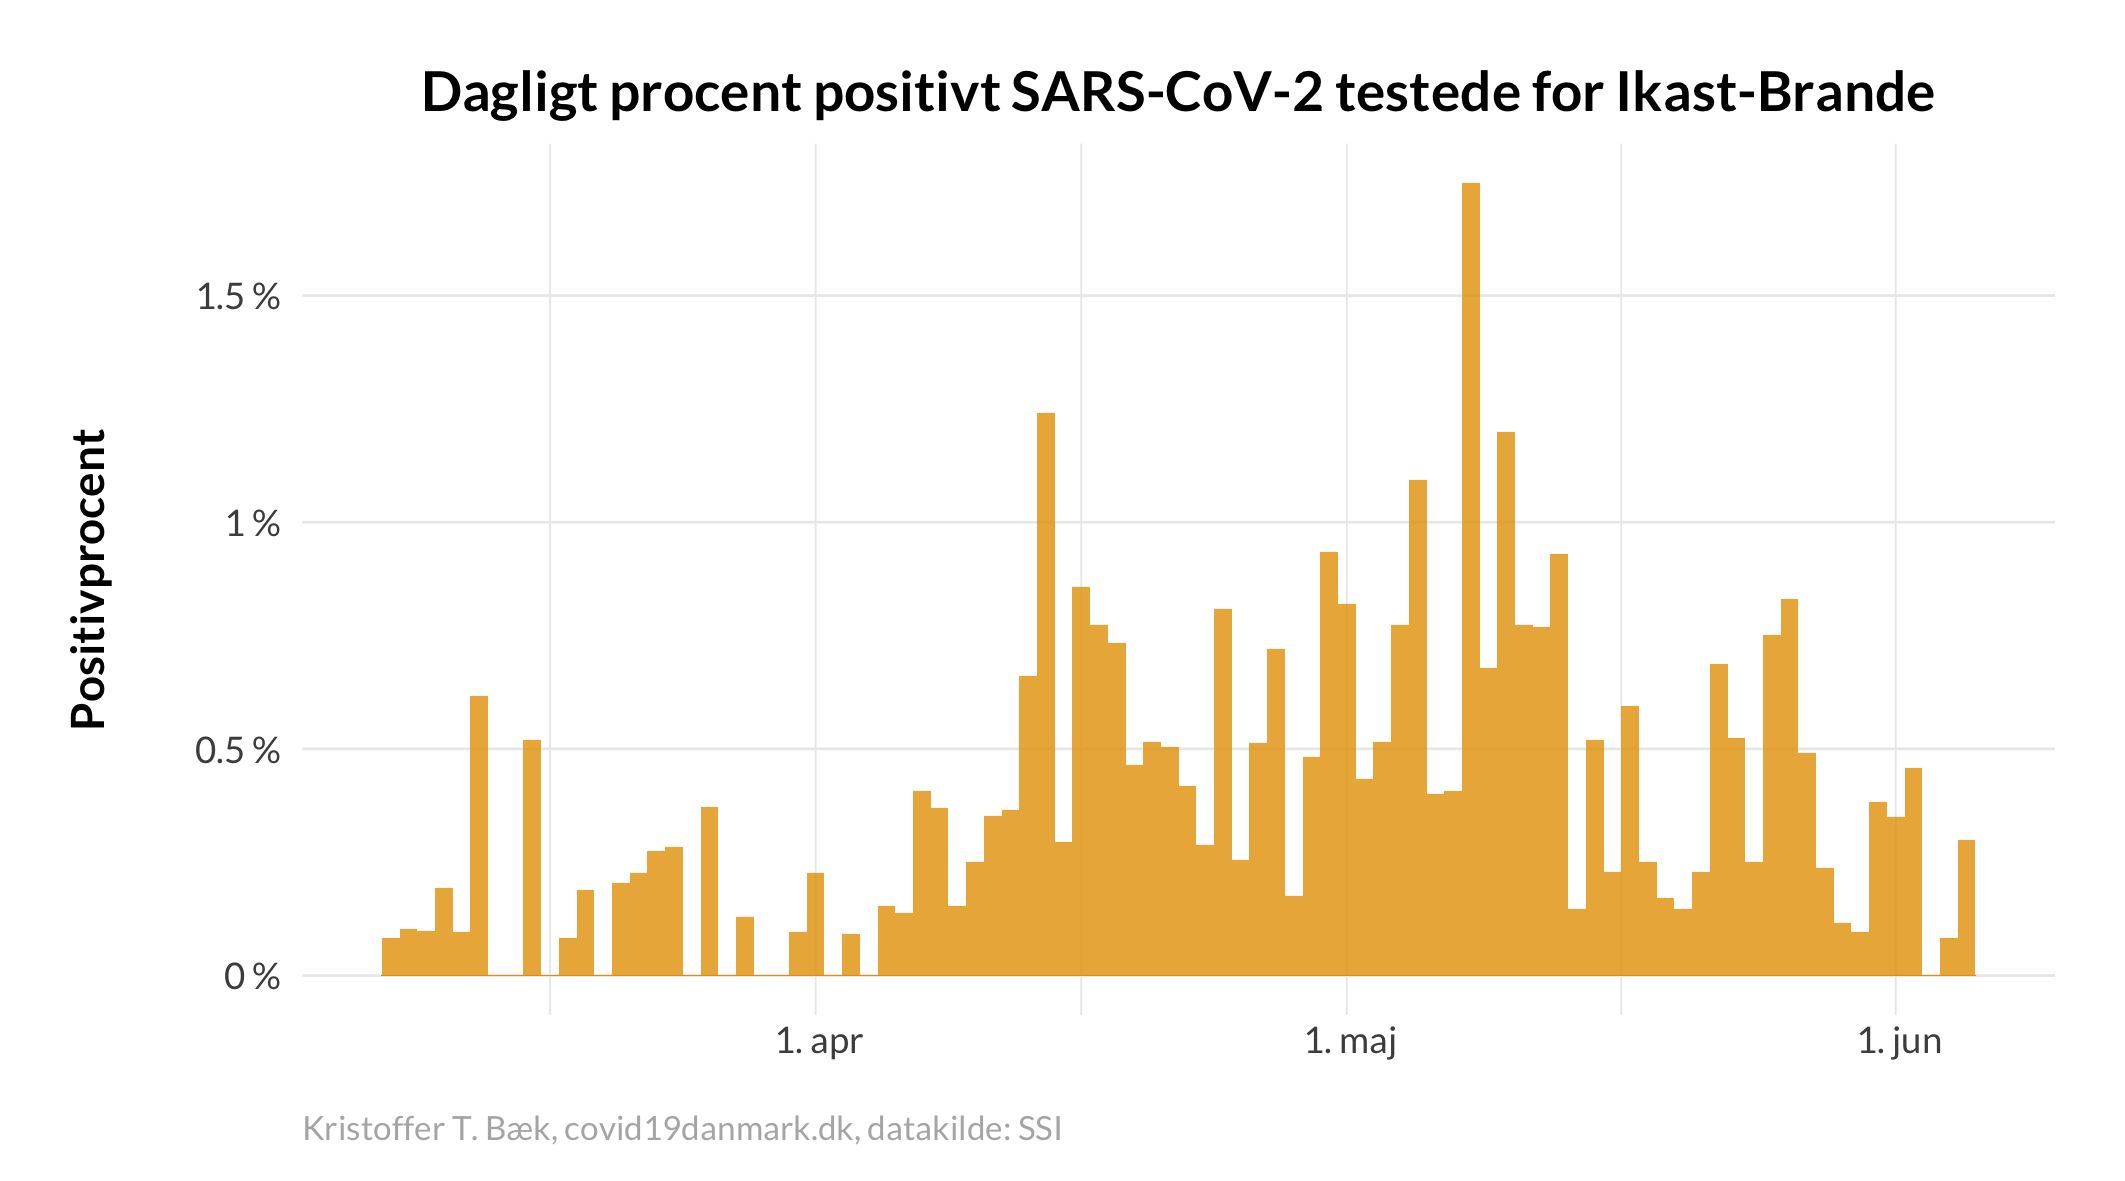 Dagligt procent positivt SARS-CoV-2 testede for Ikast-Brande
Positivprocent
1.5 %
1 %
0.5 %
0 %
1. apr
1. maj
1. jun
Kristoffer T. Bæk, covid19danmark.dk, datakilde: SSI